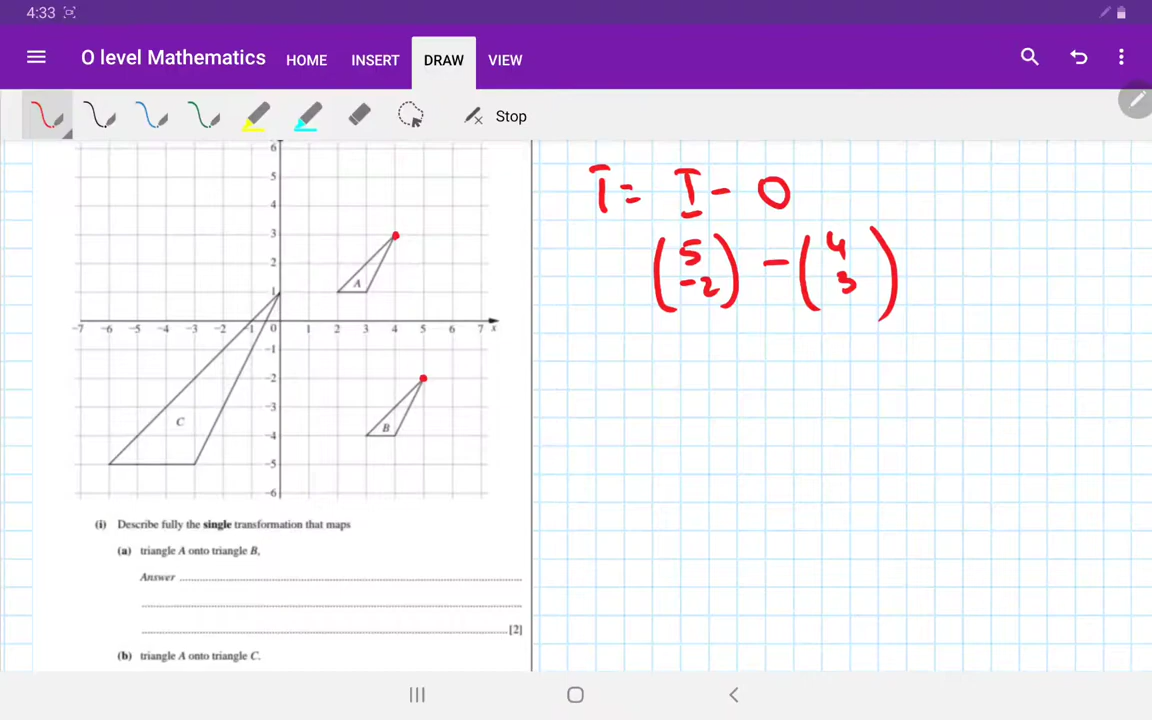 4:33
O level Mathematics HOME INSERT DRAW VIEW
Stop
6
5
4
3
2
1
-7 -6 -5 -4 -3 -2 -1 0 1 2 3 4 5 6 7 x
-1
-2
-3
-4
-5
-6
A
B
C
(i) Describe fully the single transformation that maps
(a) triangle A onto triangle B,
Answer
[2]
(b) triangle A onto triangle C.
T = I - O
(5 -2) - (4 3)